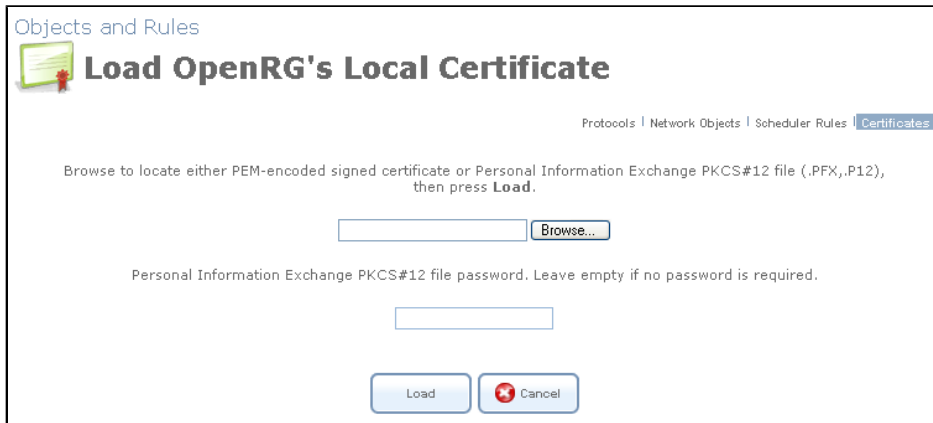 Objects and Rules
Load OpenRG's Local Certificate
Protocols | Network Objects | Scheduler Rules | Certificates
Browse to locate either PEM-encoded signed certificate or Personal Information Exchange PKCS#12 file (.PFX,.P12),
then press Load.
Browse...
Personal Information Exchange PKCS#12 file password. Leave empty if no password is required.
Load Cancel